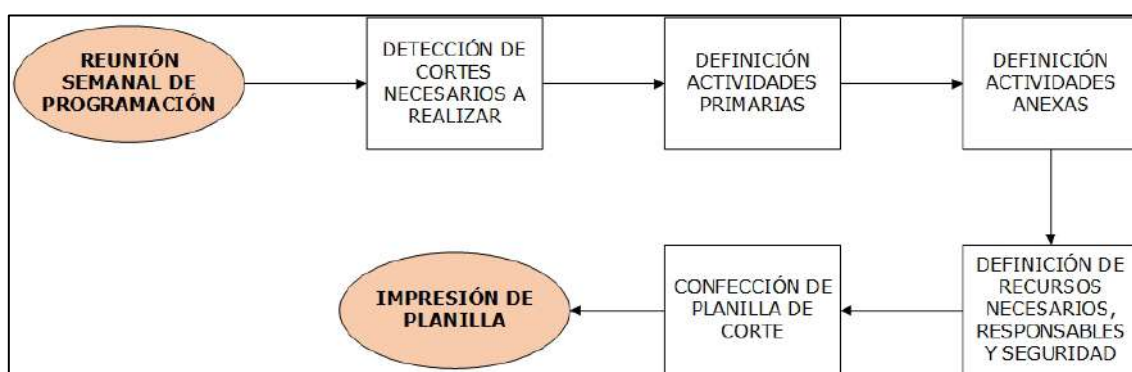 REUNIÓN
SEMANAL DE
PROGRAMACIÓN
DETECCIÓN DE
CORTES
NECESARIOS A
REALIZAR
DEFINICIÓN
ACTIVIDADES
PRIMARIAS
DEFINICIÓN
ACTIVIDADES
ANEXAS
DEFINICIÓN DE
RECURSOS
NECESARIOS,
RESPONSABLES
Y SEGURIDAD
CONFECCIÓN DE
PLANILLA DE
CORTE
IMPRESIÓN DE
PLANILLA